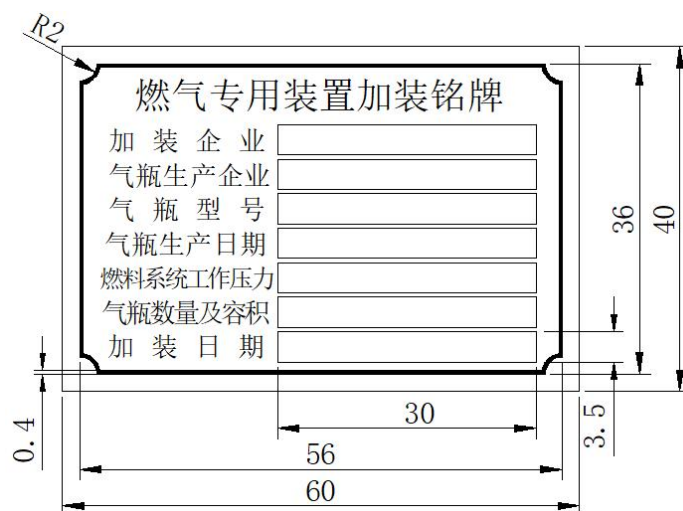 R2
燃气专用装置加装铭牌
加装企业
气瓶生产企业
气瓶型号
气瓶生产日期
燃料系统工作压力
气瓶数量及容积
加装日期
36
40
0.4
3.5
30
56
60